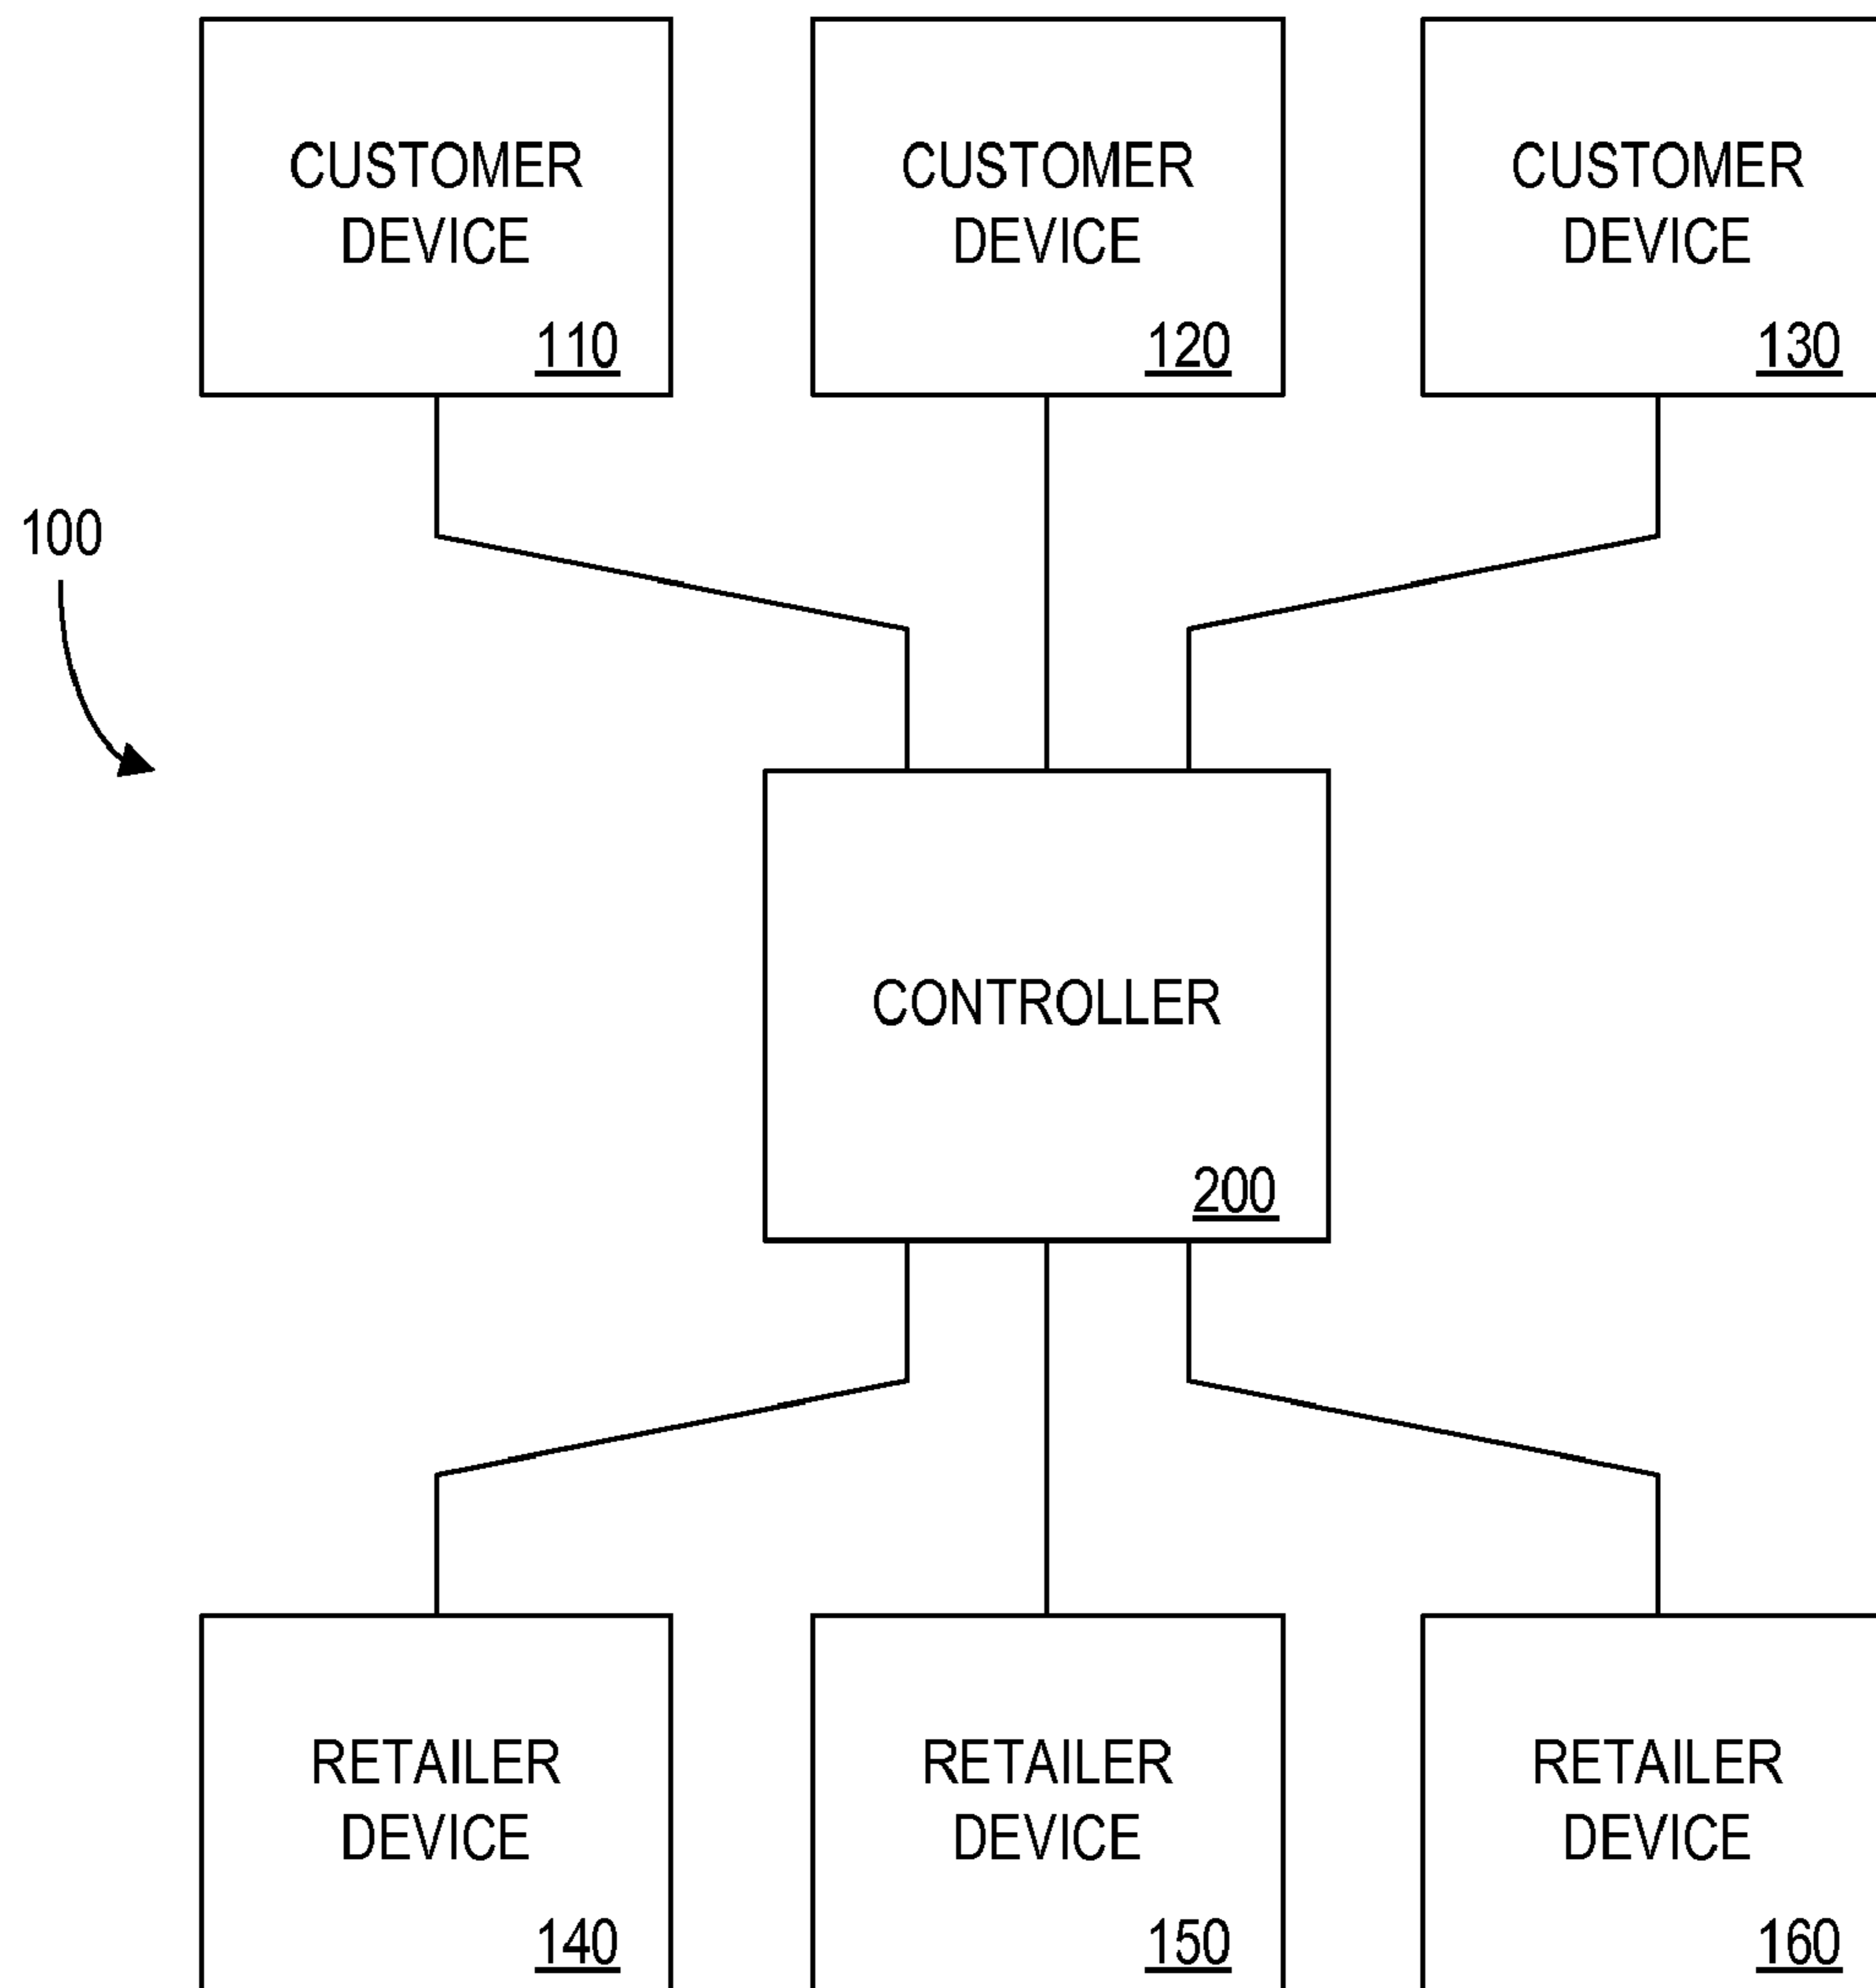 CUSTOMER
DEVICE
110
CUSTOMER
DEVICE
120
CUSTOMER
DEVICE
130
100
CONTROLLER
200
RETAILER
DEVICE
140
RETAILER
DEVICE
150
RETAILER
DEVICE
160